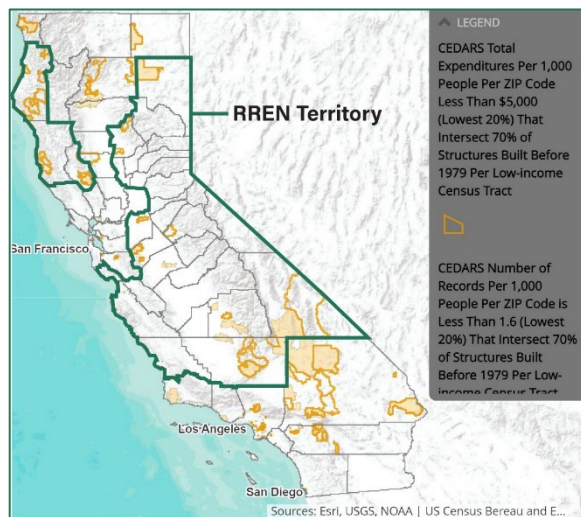 LEGEND
CEDARS Total
Expenditures Per 1,000
People Per ZIP Code
Less Than $5,000
(Lowest 20%) That
Intersect 70% of
Structures Built Before
1979 Per Low-income
Census Tract
CEDARS Number of
Records Per 1,000
People Per ZIP Code is
Less Than 1.6 (Lowest
20%) That Intersect 70%
of Structures Built
Before 1979 Per Low-
income Census Tract
RREN Territory
San Francisco
Los Angeles
San Diego
Sources: Esri, USGS, NOAA | US Census Bereau and E...